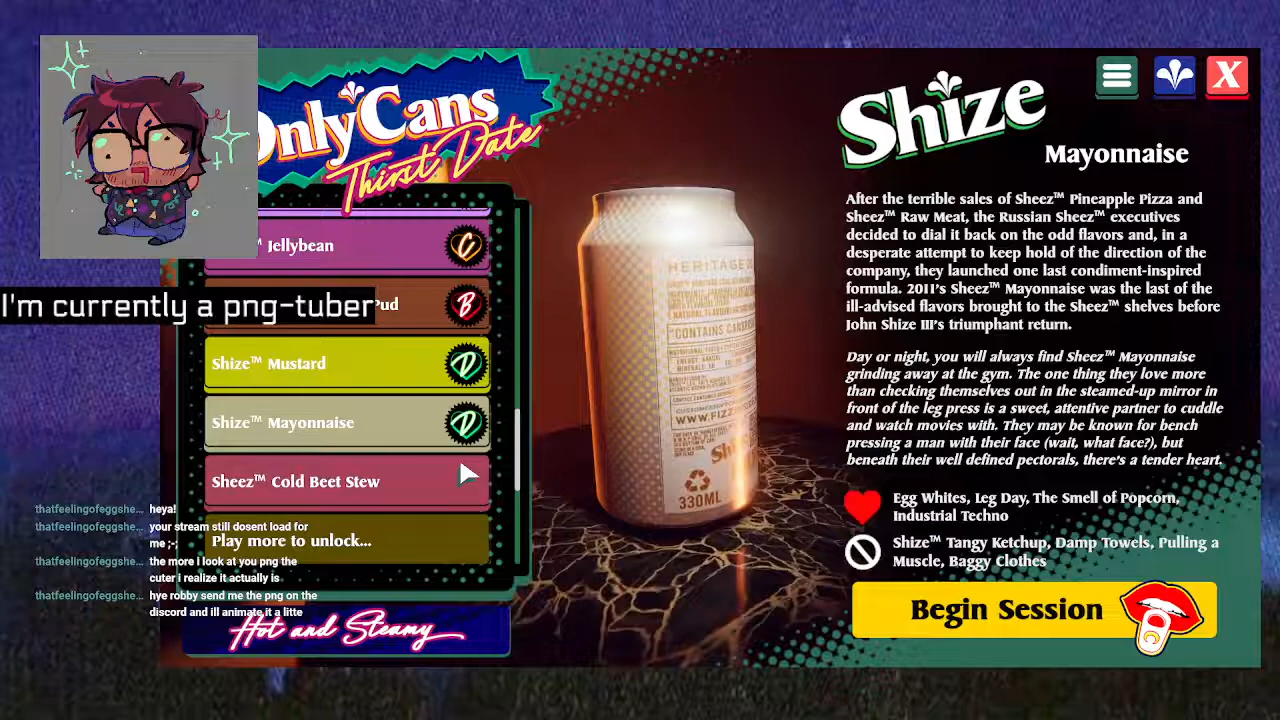 OnlyCans
Thirst Date
Jellybean
C
I'm currently a png-tuber
Pud
B
Shize™ Mustard
D
Shize™ Mayonnaise
D
Sheez™ Cold Beet Stew
Play more to unlock...
Hot and Steamy
thatfeelingofeggshe... heya!
thatfeelingofeggshe... your stream still dosent load for
me ;-;
thatfeelingofeggshe... the more i look at you png the
cuter i realize it actually is
thatfeelingofeggshe... hye robby send me the png on the
discord and ill animate it a litte
HERITAGE
330ML
X
Shize
Mayonnaise
After the terrible sales of Sheez™ Pineapple Pizza and
Sheez™ Raw Meat, the Russian Sheez™ executives
decided to dial it back on the odd flavors and, in a
desperate attempt to keep hold of the direction of the
company, they launched one last condiment-inspired
formula. 2011's Sheez™ Mayonnaise was the last of the
ill-advised flavors brought to the Sheez™ shelves before
John Shize III's triumphant return.
Day or night, you will always find Sheez™ Mayonnaise
grinding away at the gym. The one thing they love more
than checking themselves out in the steamed-up mirror in
front of the leg press is a sweet, attentive partner to cuddle
and watch movies with. They may be known for bench
pressing a man with their face (wait, what face?), but
beneath their well defined pectorals, there's a tender heart.
Egg Whites, Leg Day, The Smell of Popcorn,
Industrial Techno
Shize™ Tangy Ketchup, Damp Towels, Pulling a
Muscle, Baggy Clothes
Begin Session